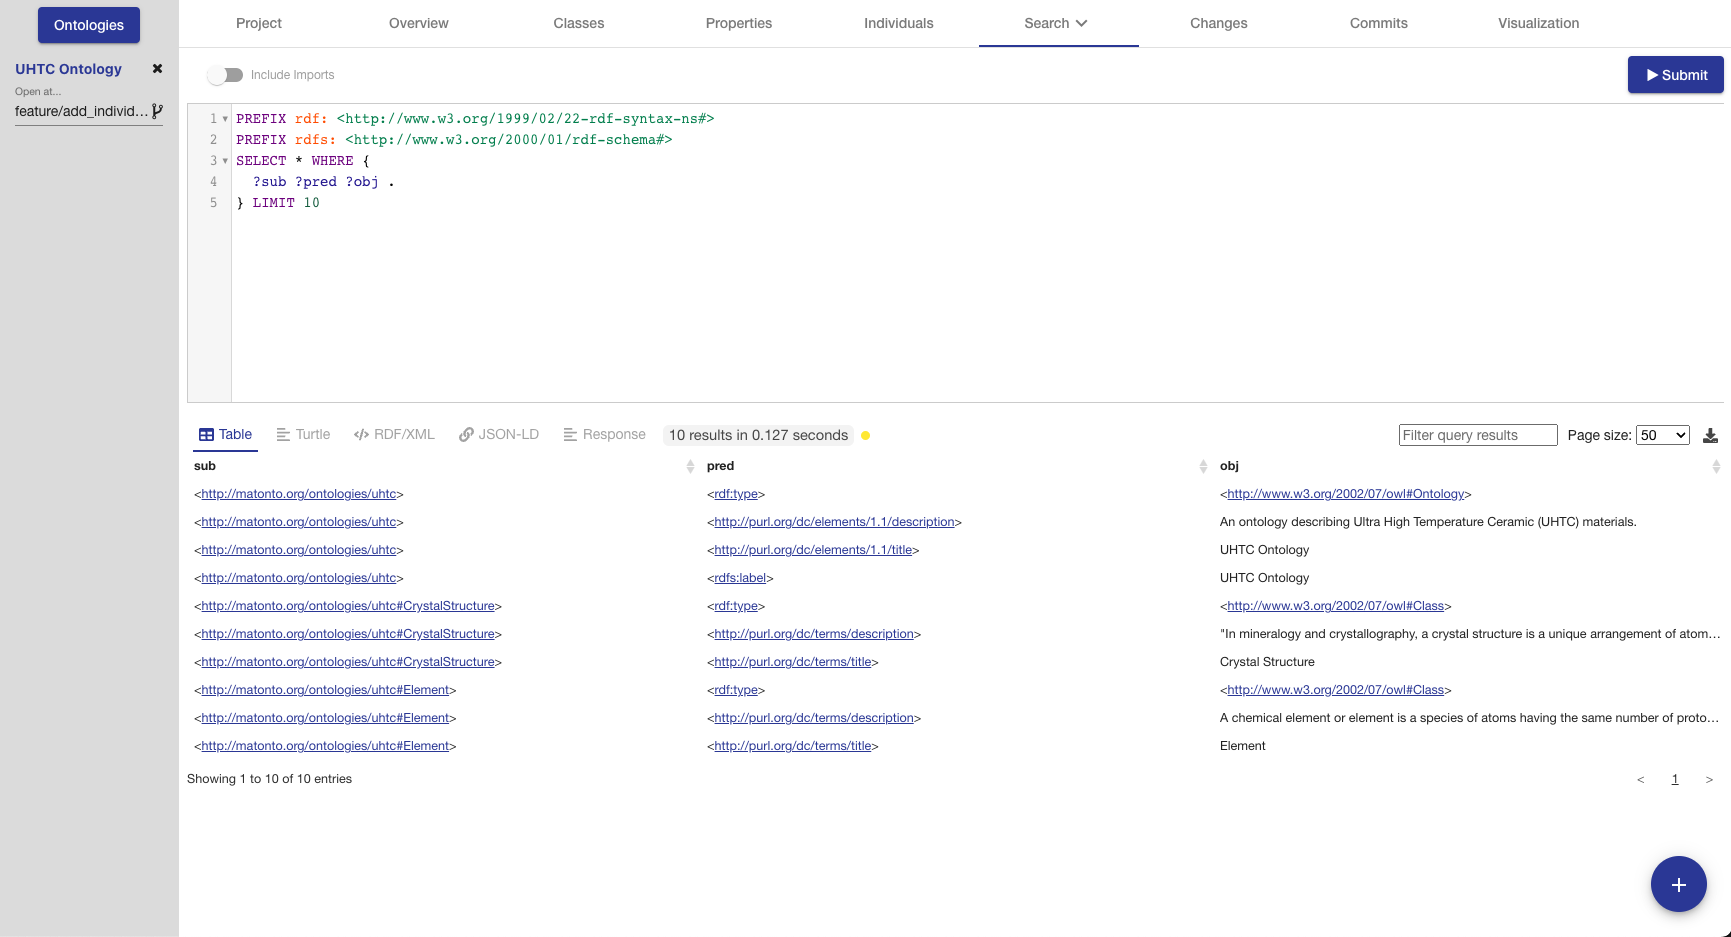 Ontologies
UHTC Ontology
Open at...
feature/add_individ...
Project Overview Classes Properties Individuals Search Changes Commits Visualization
Include Imports
Submit
1 PREFIX rdf: <http://www.w3.org/1999/02/22-rdf-syntax-ns#>
2 PREFIX rdfs: <http://www.w3.org/2000/01/rdf-schema#>
3 SELECT * WHERE {
4 ?sub ?pred ?obj .
5 } LIMIT 10
Table Turtle RDF/XML JSON-LD Response 10 results in 0.127 seconds Filter query results Page size: 50
sub pred obj
<http://matonto.org/ontologies/uhtc> <rdf:type> <http://www.w3.org/2002/07/owl#Ontology>
<http://matonto.org/ontologies/uhtc> <http://purl.org/dc/elements/1.1/description> An ontology describing Ultra High Temperature Ceramic (UHTC) materials.
<http://matonto.org/ontologies/uhtc> <http://purl.org/dc/elements/1.1/title> UHTC Ontology
<http://matonto.org/ontologies/uhtc> <rdfs:label> UHTC Ontology
<http://matonto.org/ontologies/uhtc#CrystalStructure> <rdf:type> <http://www.w3.org/2002/07/owl#Class>
<http://matonto.org/ontologies/uhtc#CrystalStructure> <http://purl.org/dc/terms/description> "In mineralogy and crystallography, a crystal structure is a unique arrangement of atom...
<http://matonto.org/ontologies/uhtc#CrystalStructure> <http://purl.org/dc/terms/title> Crystal Structure
<http://matonto.org/ontologies/uhtc#Element> <rdf:type> <http://www.w3.org/2002/07/owl#Class>
<http://matonto.org/ontologies/uhtc#Element> <http://purl.org/dc/terms/description> A chemical element or element is a species of atoms having the same number of proto...
<http://matonto.org/ontologies/uhtc#Element> <http://purl.org/dc/terms/title> Element
Showing 1 to 10 of 10 entries < 1 >